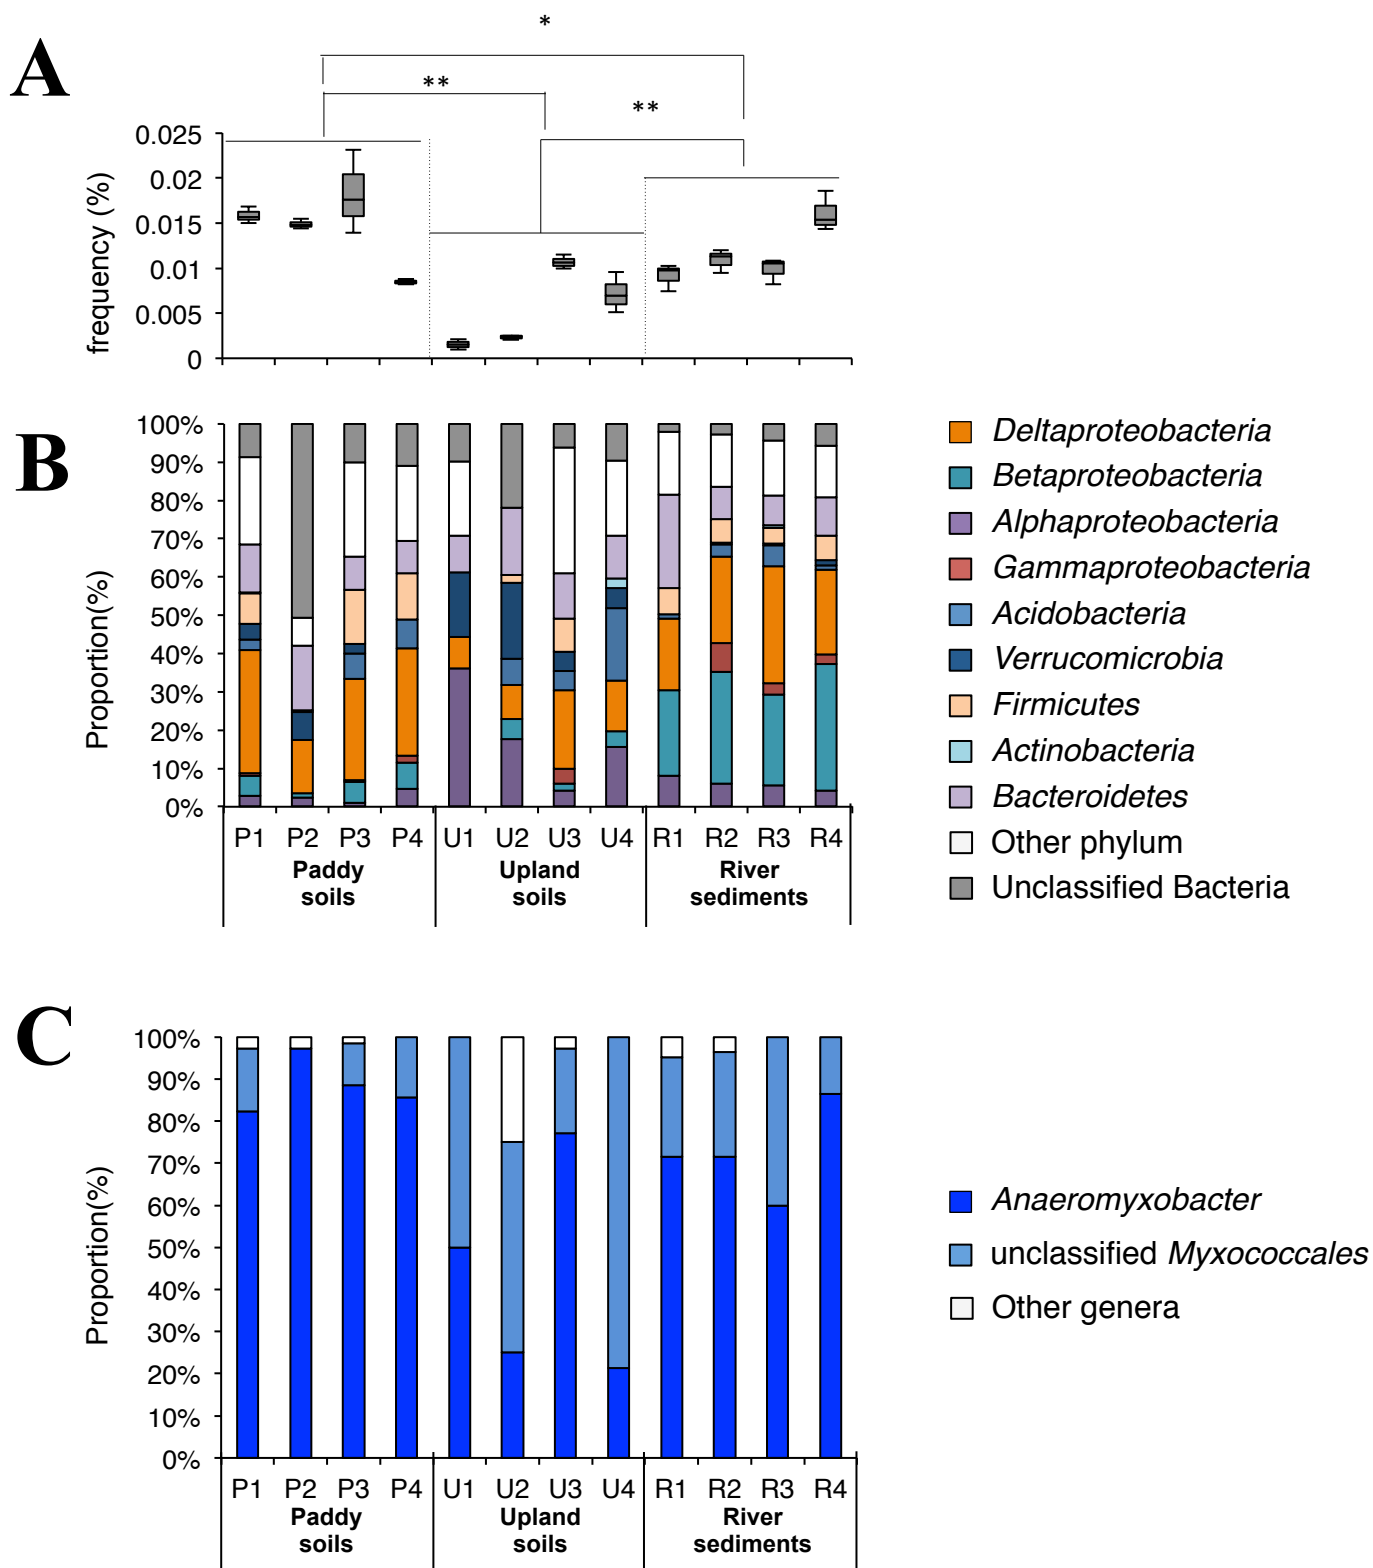 A
*
**
**
frequency (%)
0.025
0.02
0.015
0.01
0.005
0
B
Proportion(%)
100%
90%
80%
70%
60%
50%
40%
30%
20%
10%
0%
P1 P2 P3 P4 U1 U2 U3 U4 R1 R2 R3 R4
Paddy soils
Upland soils
River sediments
Deltaproteobacteria
Betaproteobacteria
Alphaproteobacteria
Gammaproteobacteria
Acidobacteria
Verrucomicrobia
Firmicutes
Actinobacteria
Bacteroidetes
Other phylum
Unclassified Bacteria
C
Proportion(%)
100%
90%
80%
70%
60%
50%
40%
30%
20%
10%
0%
P1 P2 P3 P4 U1 U2 U3 U4 R1 R2 R3 R4
Paddy soils
Upland soils
River sediments
Anaeromyxobacter
unclassified Myxococcales
Other genera